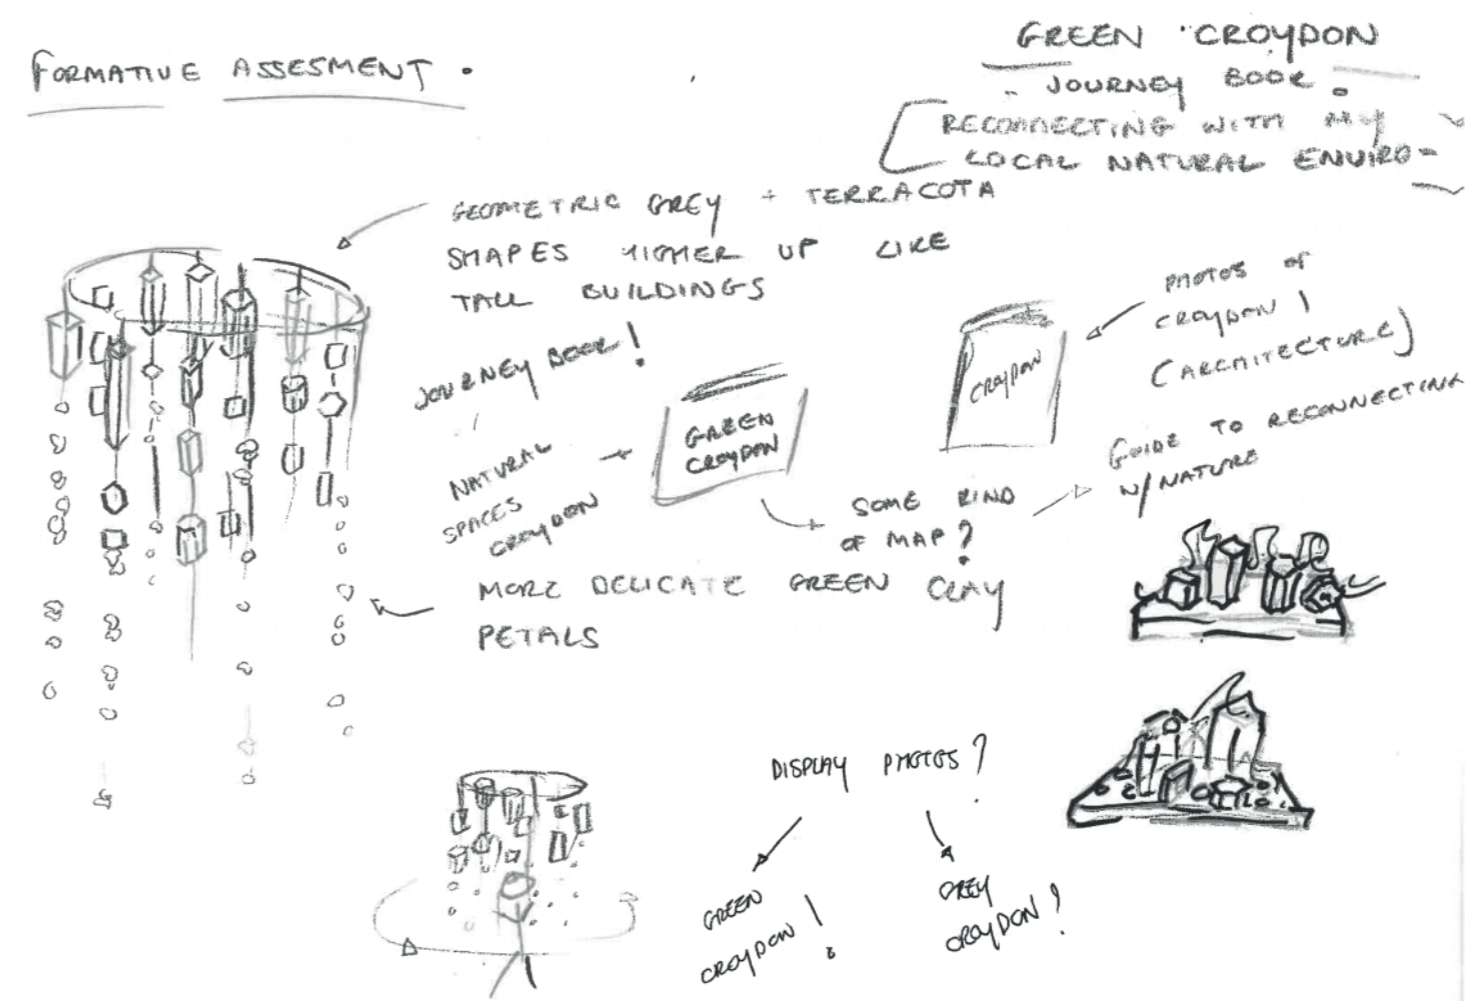 FORMATIVE ASSESMENT.
GREEN CROYDON
- JOURNEY BOOK.
RECONNECTING WITH MY
LOCAL NATURAL ENVIRO-
GEOMETRIC GREY + TERRACOTA
SHAPES HIGHER UP LIKE
TALL BUILDINGS
JOURNEY BOOK!
NATURAL
SPACES
CROYDON
GREEN
CROYDON
CROYDON
PHOTOS OF
CROYDON!
(ARCHITECTURE)
SOME KIND
OF MAP?
GUIDE TO RECONNECTING
W/NATURE
MORE DELICATE GREEN CLAY
PETALS
DISPLAY PHOTOS?
GREEN
CROYDON!
GREY
CROYDON?